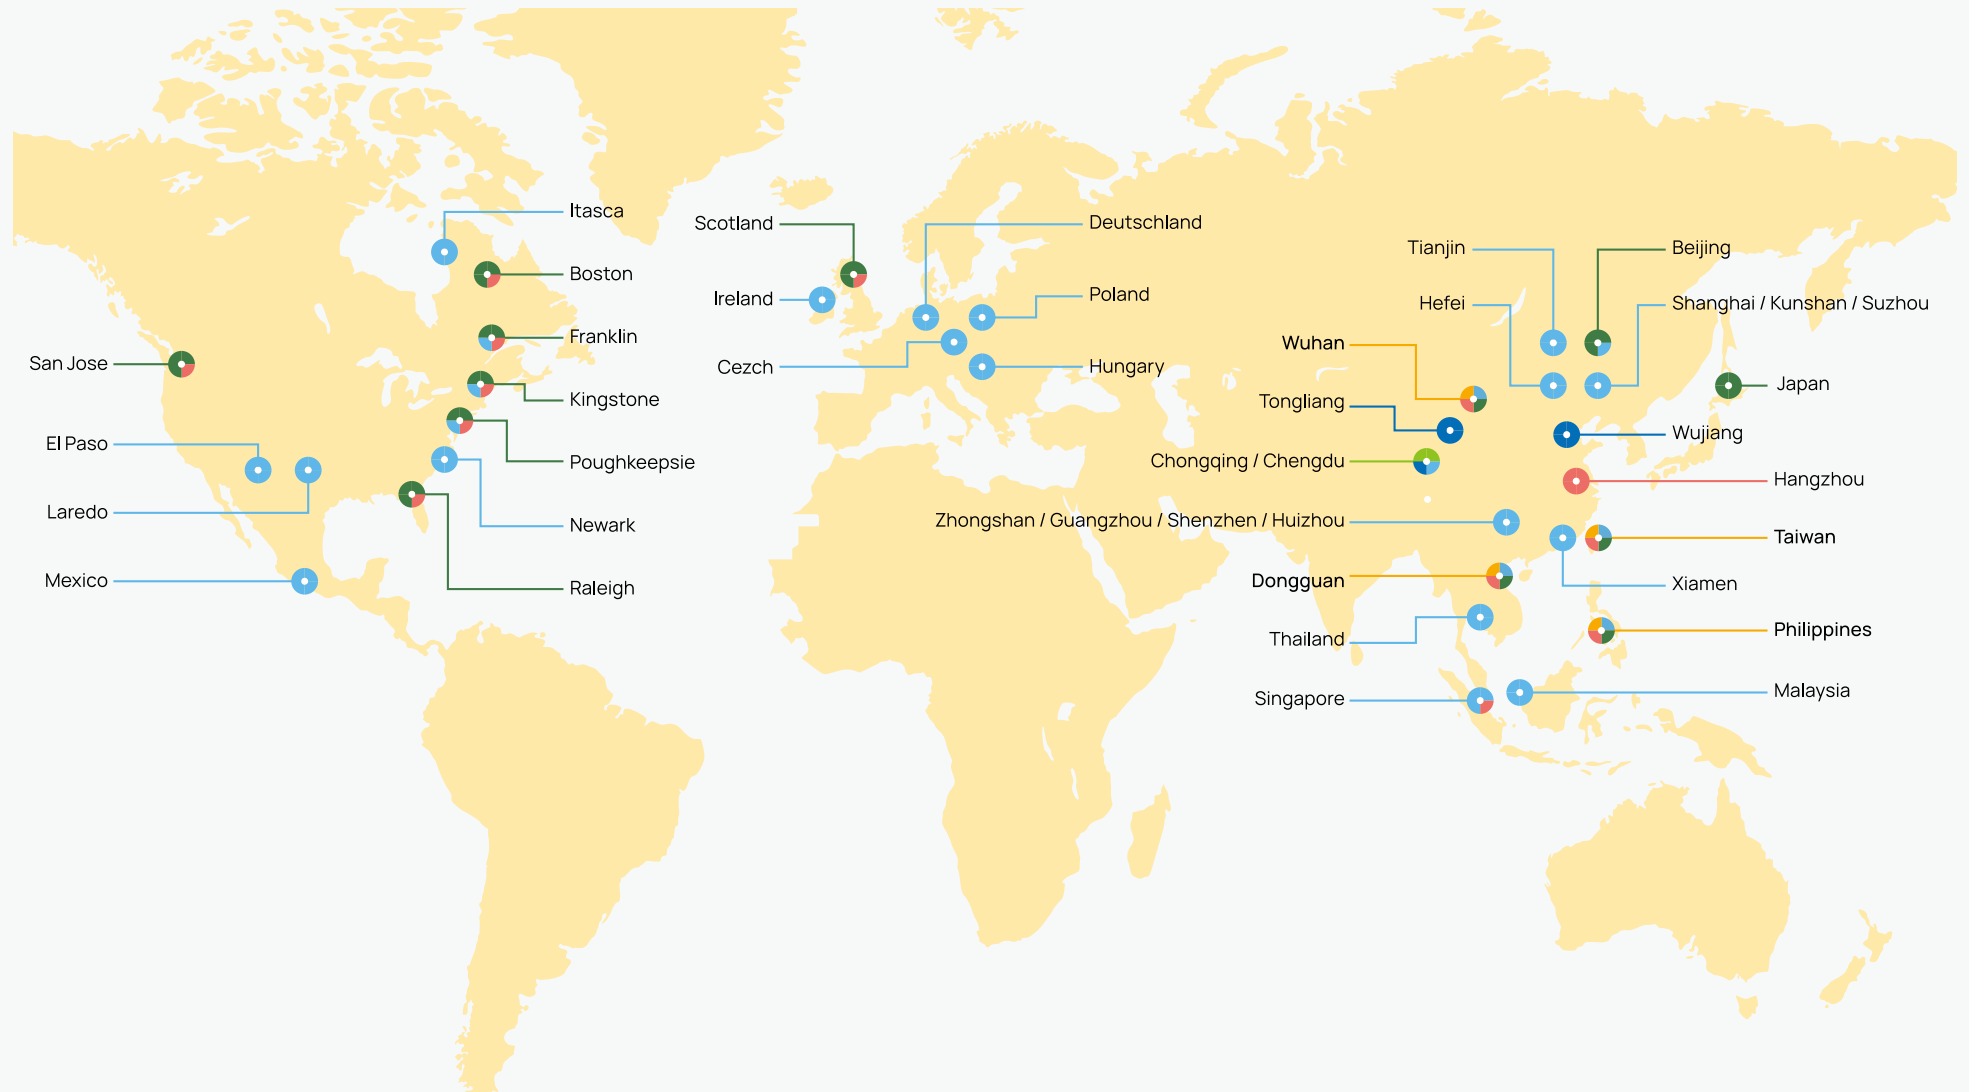 Itasca
Boston
Franklin
San Jose
Kingstone
El Paso
Poughkeepsie
Laredo
Newark
Mexico
Raleigh
Scotland
Deutschland
Ireland
Poland
Cezch
Hungary
Tianjin
Beijing
Hefei
Shanghai / Kunshan / Suzhou
Wuhan
Japan
Tongliang
Wujiang
Chongqing / Chengdu
Hangzhou
Zhongshan / Guangzhou / Shenzhen / Huizhou
Taiwan
Dongguan
Xiamen
Thailand
Philippines
Singapore
Malaysia